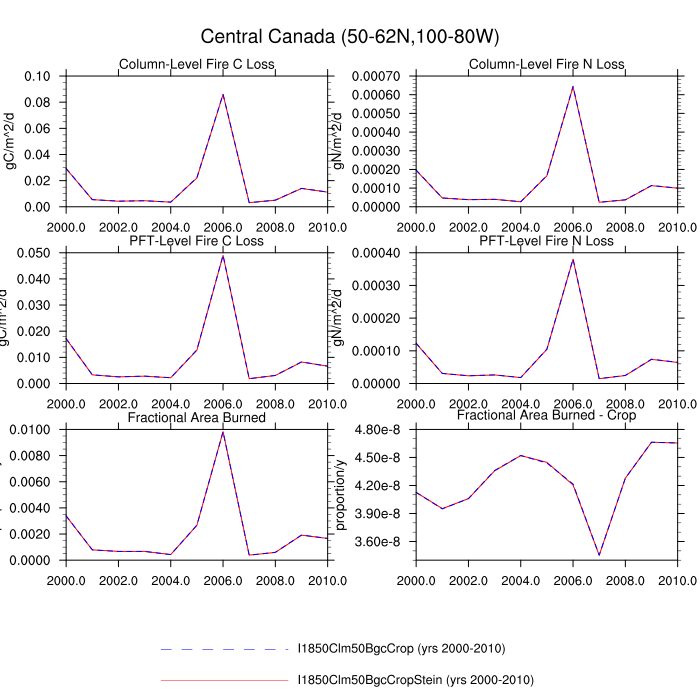 Central Canada (50-62N,100-80W)
Column-Level Fire C Loss
gC/m^2/d
0.10
0.08
0.06
0.04
0.02
0.00
2000.0 2002.0 2004.0 2006.0 2008.0 2010.0
Column-Level Fire N Loss
gN/m^2/d
0.00070
0.00060
0.00050
0.00040
0.00030
0.00020
0.00010
0.00000
2000.0 2002.0 2004.0 2006.0 2008.0 2010.0
PFT-Level Fire C Loss
gC/m^2/d
0.050
0.040
0.030
0.020
0.010
0.000
2000.0 2002.0 2004.0 2006.0 2008.0 2010.0
PFT-Level Fire N Loss
gN/m^2/d
0.00040
0.00030
0.00020
0.00010
0.00000
2000.0 2002.0 2004.0 2006.0 2008.0 2010.0
Fractional Area Burned
0.0100
0.0080
0.0060
0.0040
0.0020
0.0000
2000.0 2002.0 2004.0 2006.0 2008.0 2010.0
Fractional Area Burned - Crop
proportion/y
4.80e-8
4.50e-8
4.20e-8
3.90e-8
3.60e-8
2000.0 2002.0 2004.0 2006.0 2008.0 2010.0
I1850Clm50BgcCrop (yrs 2000-2010)
I1850Clm50BgcCropStein (yrs 2000-2010)